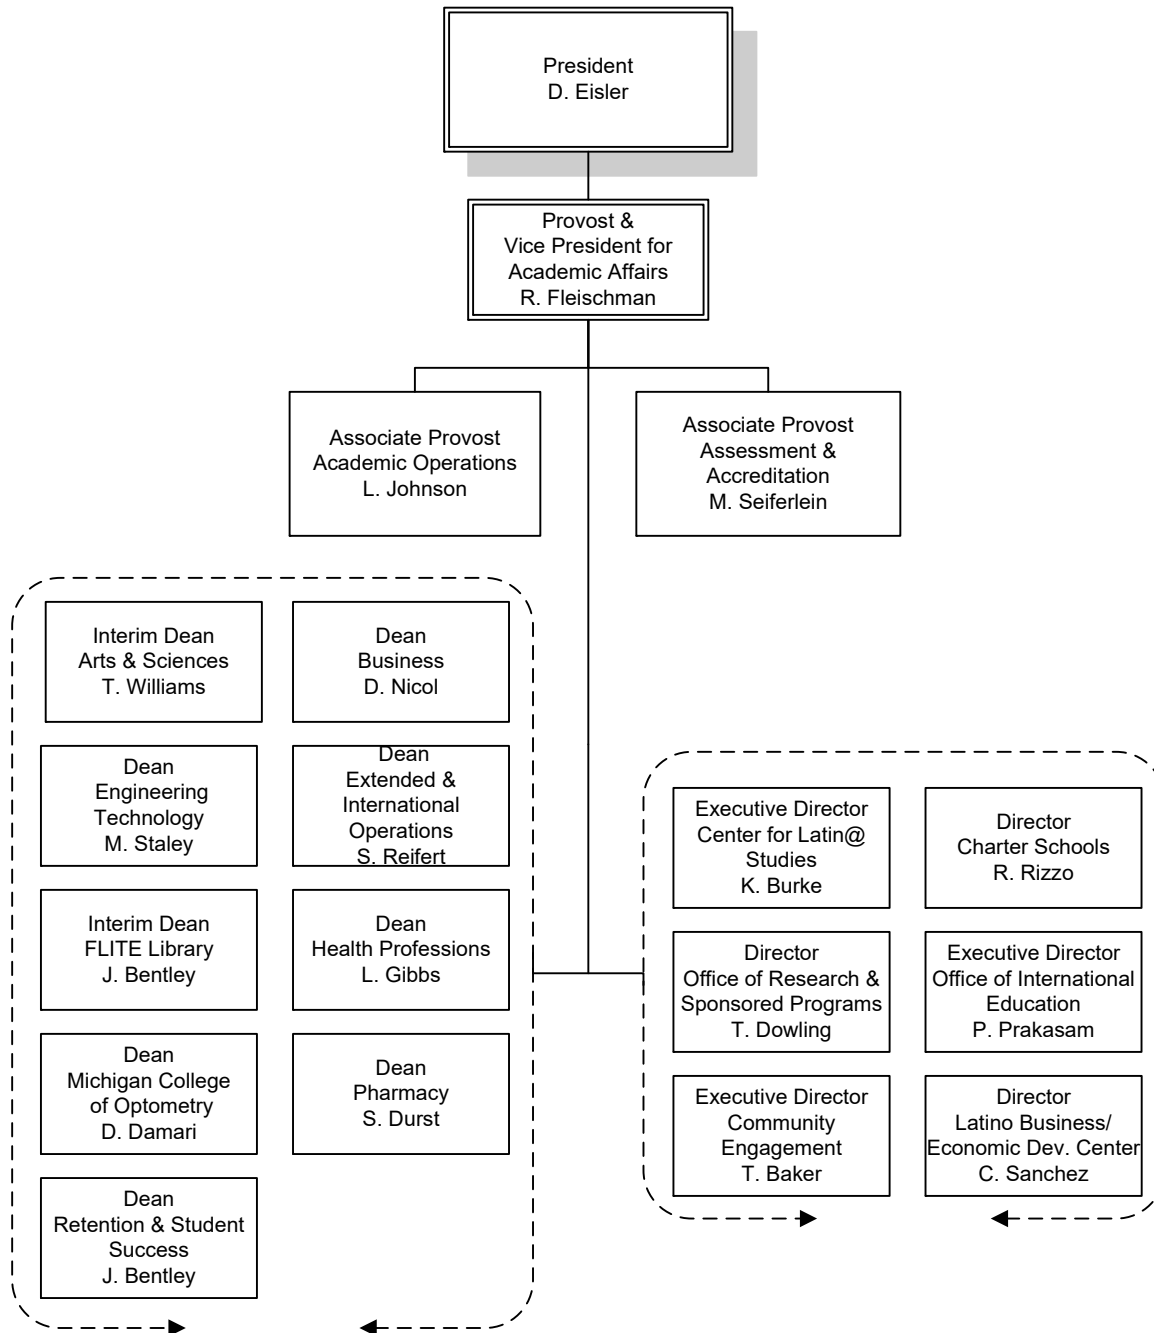 President
D. Eisler
Provost &
Vice President for
Academic Affairs
R. Fleischman
Associate Provost
Academic Operations
L. Johnson
Associate Provost
Assessment &
Accreditation
M. Seiferlein
Interim Dean
Arts & Sciences
T. Williams
Dean
Business
D. Nicol
Dean
Engineering
Technology
M. Staley
Dean
Extended &
International
Operations
S. Reifert
Interim Dean
FLITE Library
J. Bentley
Dean
Health Professions
L. Gibbs
Dean
Michigan College
of Optometry
D. Damari
Dean
Pharmacy
S. Durst
Dean
Retention & Student
Success
J. Bentley
Executive Director
Center for Latin@
Studies
K. Burke
Director
Charter Schools
R. Rizzo
Director
Office of Research &
Sponsored Programs
T. Dowling
Executive Director
Office of International
Education
P. Prakasam
Executive Director
Community
Engagement
T. Baker
Director
Latino Business/
Economic Dev. Center
C. Sanchez